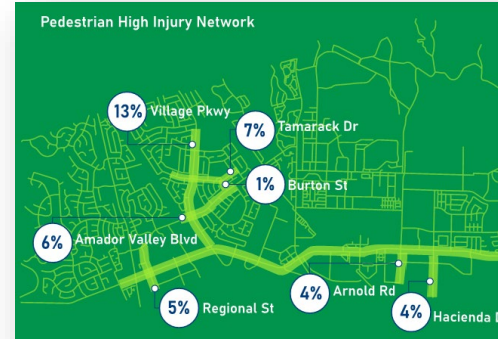 Pedestrian High Injury Network
13% Village Pkwy
7% Tamarack Dr
1% Burton St
6% Amador Valley Blvd
5% Regional St
4% Arnold Rd
4% Hacienda D